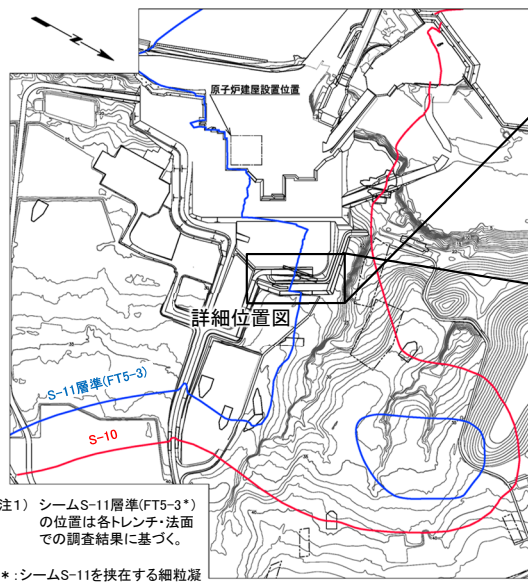 N
原子炉建屋設置位置
詳細位置図
S-11層準(FT5-3)
S-10
注1） シームS-11層準(FT5-3*)
の位置は各トレンチ・法面
での調査結果に基づく。
*：シームS-11を挟在する細粒凝